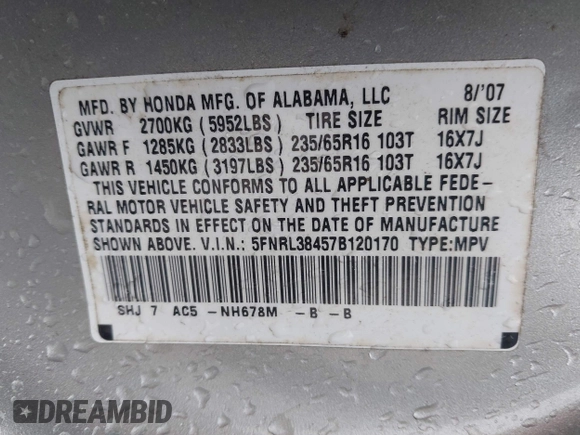 MFD. BY HONDA MFG. OF ALABAMA, LLC 8/'07
GVWR 2700KG (5952LBS) TIRE SIZE RIM SIZE
GAWR F 1285KG (2833LBS) 235/65R16 103T 16X7J
GAWR R 1450KG (3197LBS) 235/65R16 103T 16X7J
THIS VEHICLE CONFORMS TO ALL APPLICABLE FEDE-
RAL MOTOR VEHICLE SAFETY AND THEFT PREVENTION
STANDARDS IN EFFECT ON THE DATE OF MANUFACTURE
SHOWN ABOVE. V.I.N.: 5FNRL38457B120170 TYPE:MPV
SHJ 7 AC5 -NH678M -B -B
DREAMBID